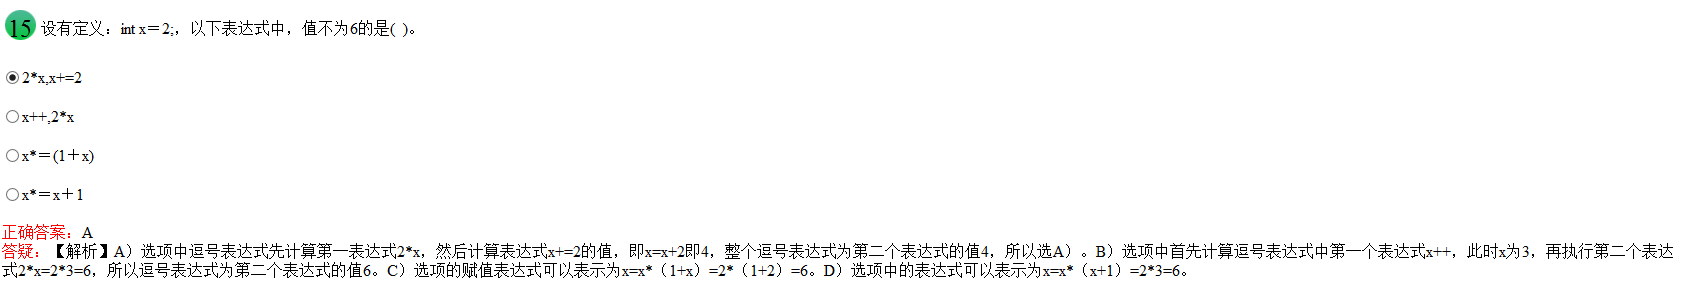 15 设有定义：int x＝2;，以下表达式中，值不为6的是( )。
2*x,x+=2
x++,2*x
x*＝(1＋x)
x*＝x＋1
正确答案：A
答疑：【解析】A）选项中逗号表达式先计算第一表达式2*x，然后计算表达式x+=2的值，即x=x+2即4，整个逗号表达式为第二个表达式的值4，所以选A）。B）选项中首先计算逗号表达式中第一个表达式x++，此时x为3，再执行第二个表达
式2*x=2*3=6，所以逗号表达式为第二个表达式的值6。C）选项的赋值表达式可以表示为x=x*（1+x）=2*（1+2）=6。D）选项中的表达式可以表示为x=x*（x+1）=2*3=6。